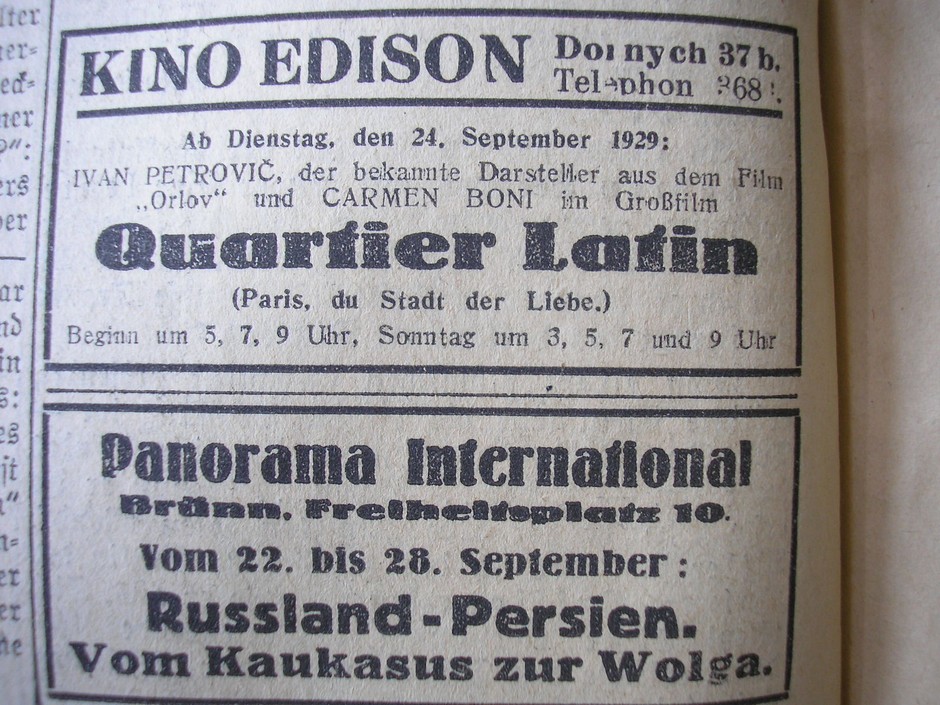 KINO EDISON
Dornych 37 b.
Telephon
Ab Dienstag, den 24. September 1929:
IVAN PETROVIČ, der bekannte Darsteller aus dem Film
„Orlov“ und CARMEN BONI im Großfilm
Quartier Latin
(Paris, du Stadt der Liebe.)
Beginn um 5, 7, 9 Uhr, Sonntag um 3, 5, 7 und 9 Uhr
Panorama International
Brünn, Freiheitsplatz 10.
Vom 22. bis 28. September:
Russland-Persien.
Vom Kaukasus zur Wolga.